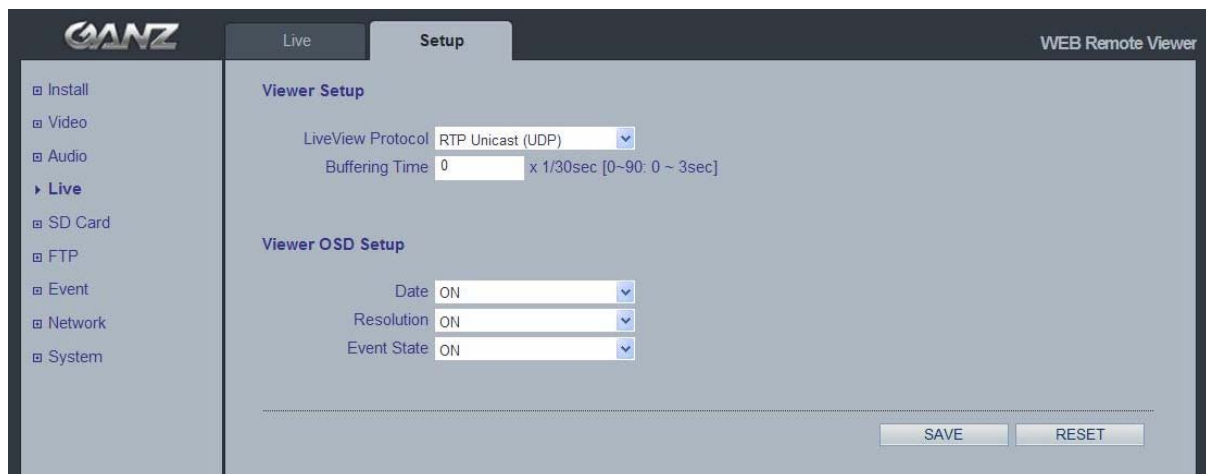 GANZ
Live
Setup
WEB Remote Viewer
Install
Video
Audio
Live
SD Card
FTP
Event
Network
System
Viewer Setup
LiveView Protocol RTP Unicast (UDP)
Buffering Time 0 x 1/30sec [0~90: 0 ~ 3sec]
Viewer OSD Setup
Date ON
Resolution ON
Event State ON
SAVE
RESET